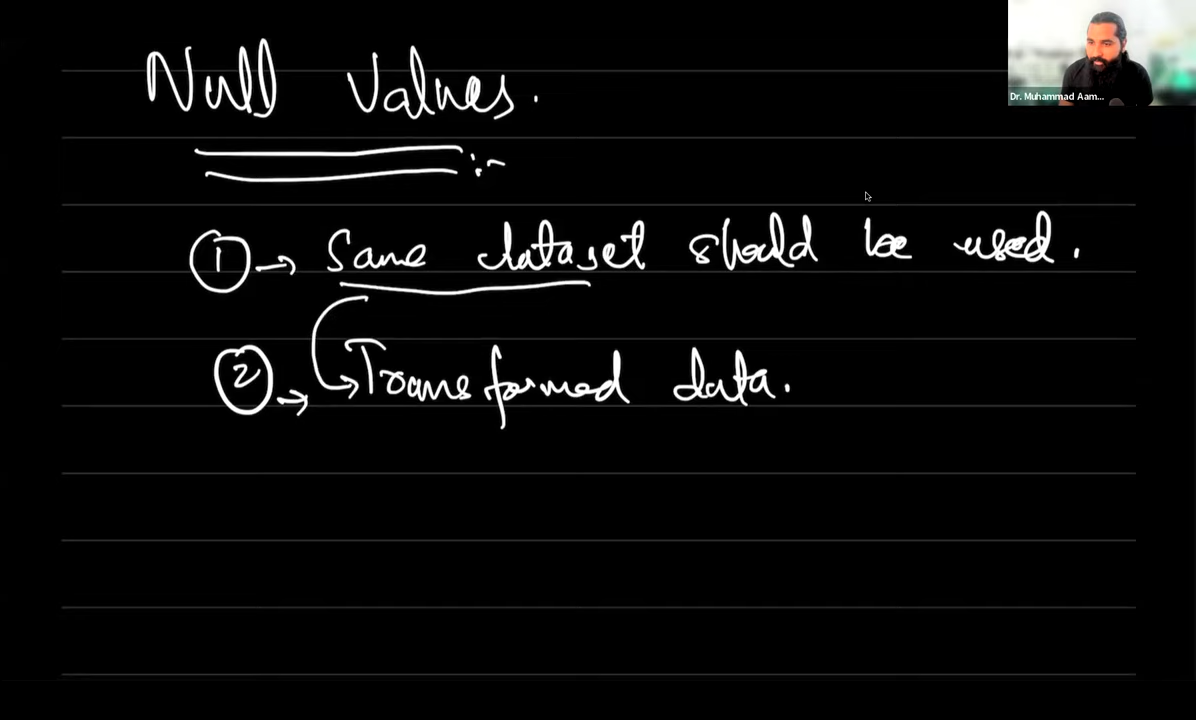 Null Values.
Dr. Muhammad Aam...
:-
① → Same dataset should be used.
② → Transformed data.